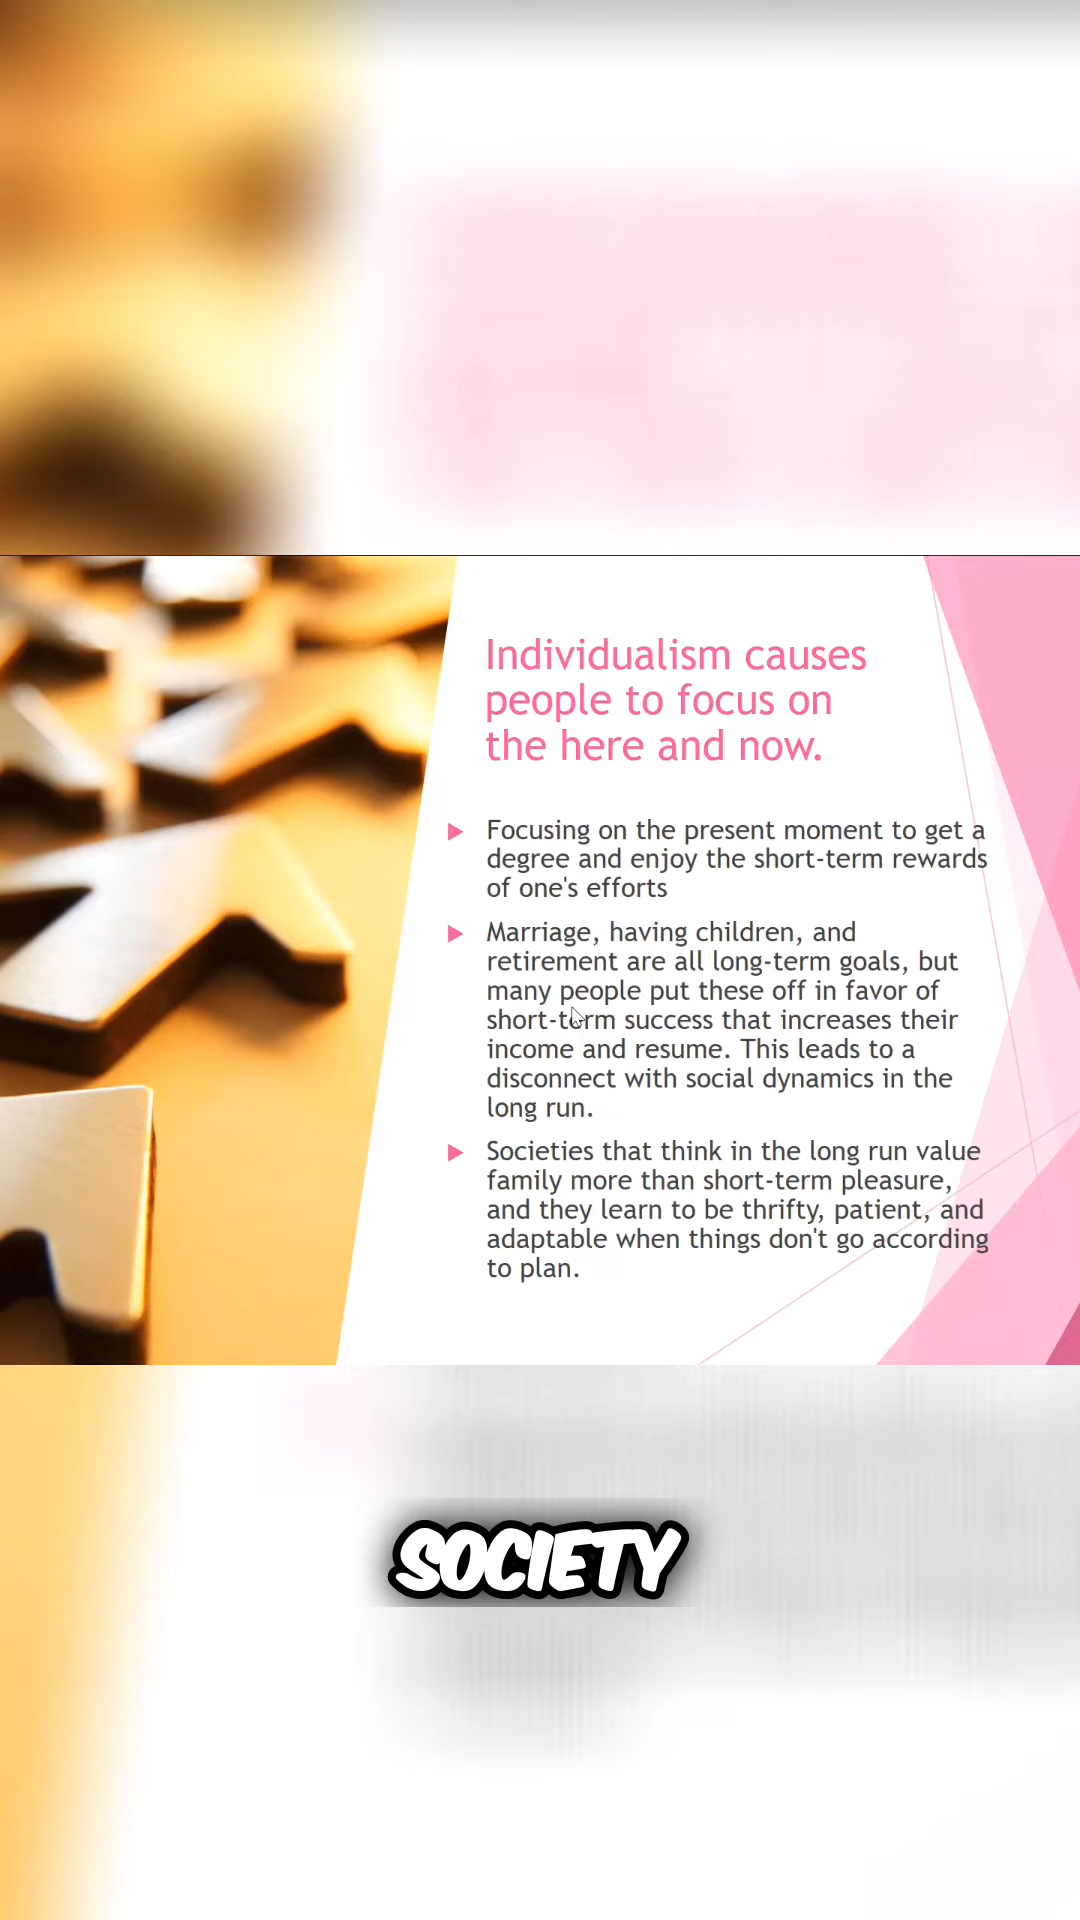 Individualism causes
people to focus on
the here and now.
Focusing on the present moment to get a
degree and enjoy the short-term rewards
of one's efforts
Marriage, having children, and
retirement are all long-term goals, but
many people put these off in favor of
short-term success that increases their
income and resume. This leads to a
disconnect with social dynamics in the
long run.
Societies that think in the long run value
family more than short-term pleasure,
and they learn to be thrifty, patient, and
adaptable when things don't go according
to plan.
SOCIETY